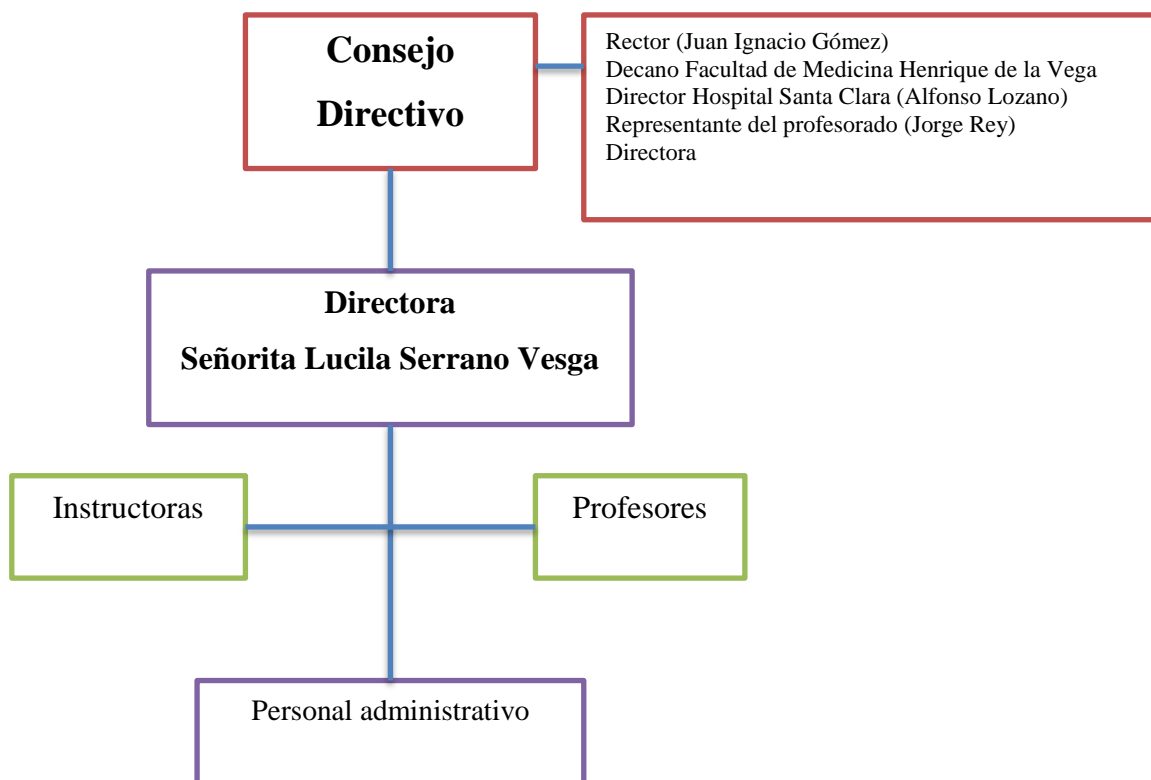 Consejo
Directivo
Rector (Juan Ignacio Gómez)
Decano Facultad de Medicina Henrique de la Vega
Director Hospital Santa Clara (Alfonso Lozano)
Representante del profesorado (Jorge Rey)
Directora
Directora
Señorita Lucila Serrano Vesga
Instructoras
Profesores
Personal administrativo